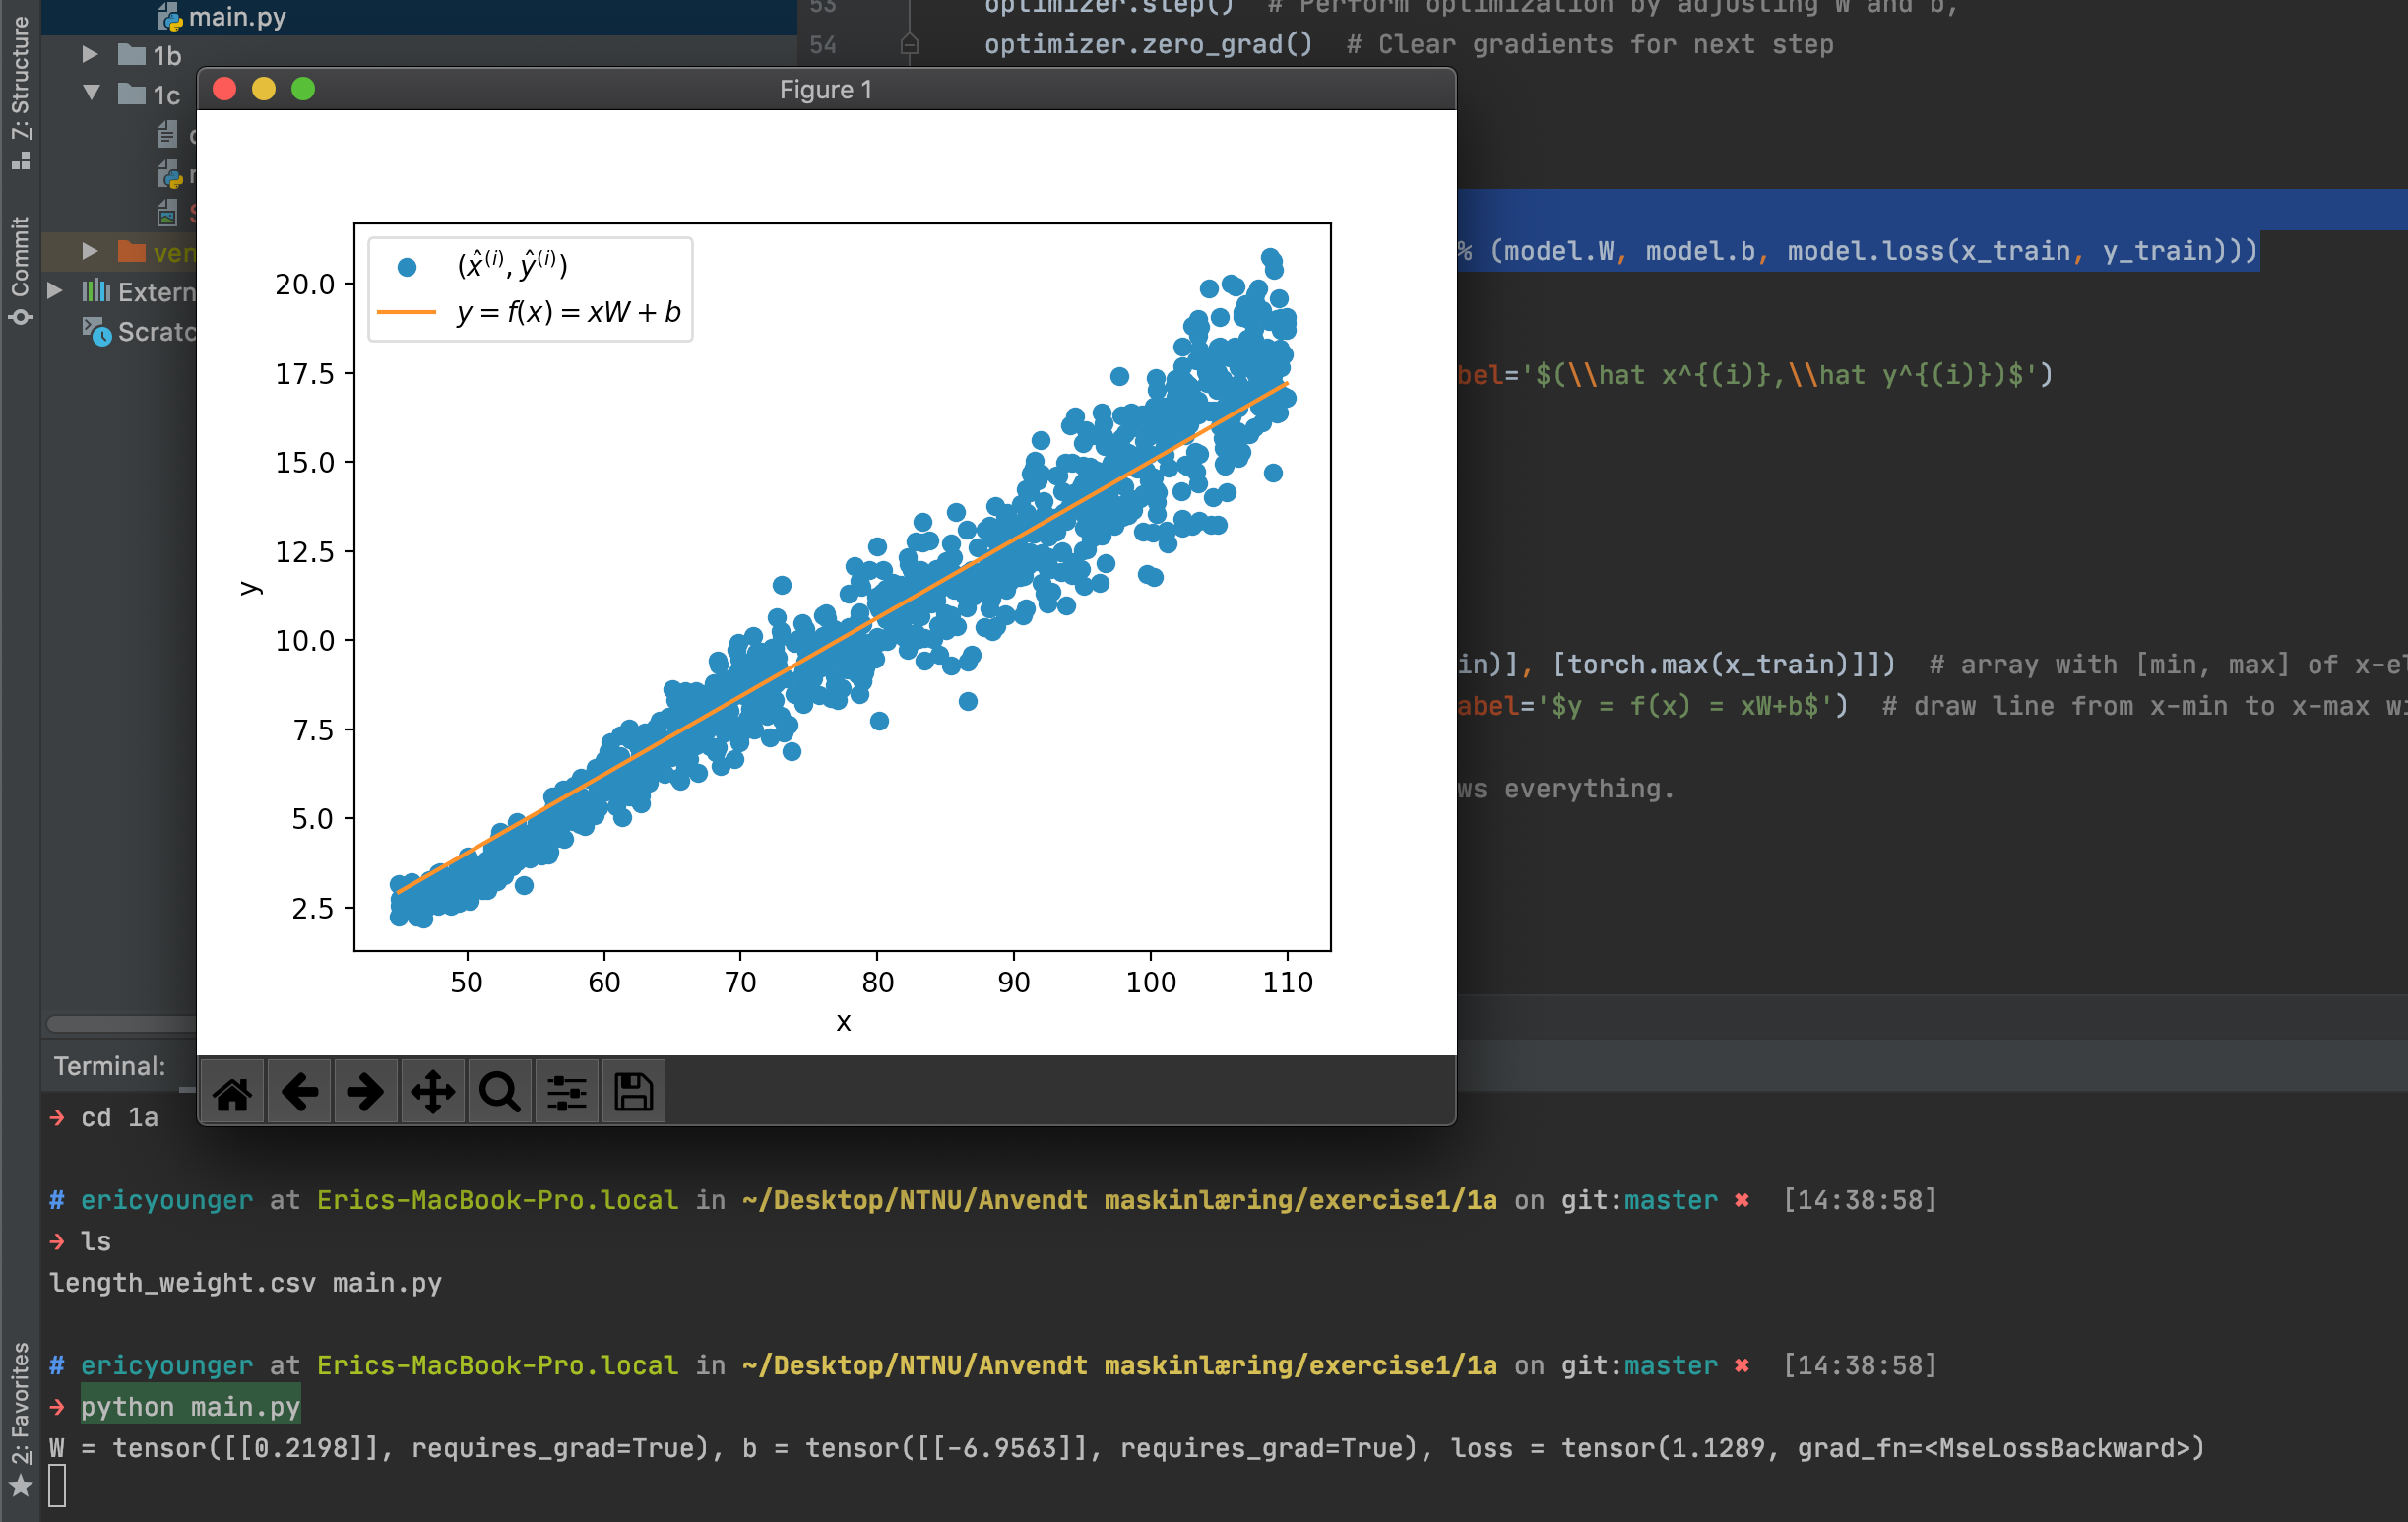 main.py
1b
1c
ven
Extern
Scratc
7: Structure
Commit
2: Favorites
53 optimizer.step() # Perform optimization by adjusting W and b,
54 optimizer.zero_grad() # Clear gradients for next step
% (model.W, model.b, model.loss(x_train, y_train)))
bel='$(\\hat x^{(i)},\\hat y^{(i)})$')
in)], [torch.max(x_train)]]) # array with [min, max] of x-el
abel='$y = f(x) = xW+b$') # draw line from x-min to x-max wi
ws everything.
Figure 1
(x̂⁽ⁱ⁾, ŷ⁽ⁱ⁾)
y = f(x) = xW + b
20.0
17.5
15.0
12.5
10.0
7.5
5.0
2.5
y
50 60 70 80 90 100 110
x
Terminal:
→ cd 1a
# ericyounger at Erics-MacBook-Pro.local in ~/Desktop/NTNU/Anvendt maskinlæring/exercise1/1a on git:master ✖ [14:38:58]
→ ls
length_weight.csv main.py
# ericyounger at Erics-MacBook-Pro.local in ~/Desktop/NTNU/Anvendt maskinlæring/exercise1/1a on git:master ✖ [14:38:58]
→ python main.py
W = tensor([[0.2198]], requires_grad=True), b = tensor([[-6.9563]], requires_grad=True), loss = tensor(1.1289, grad_fn=<MseLossBackward>)